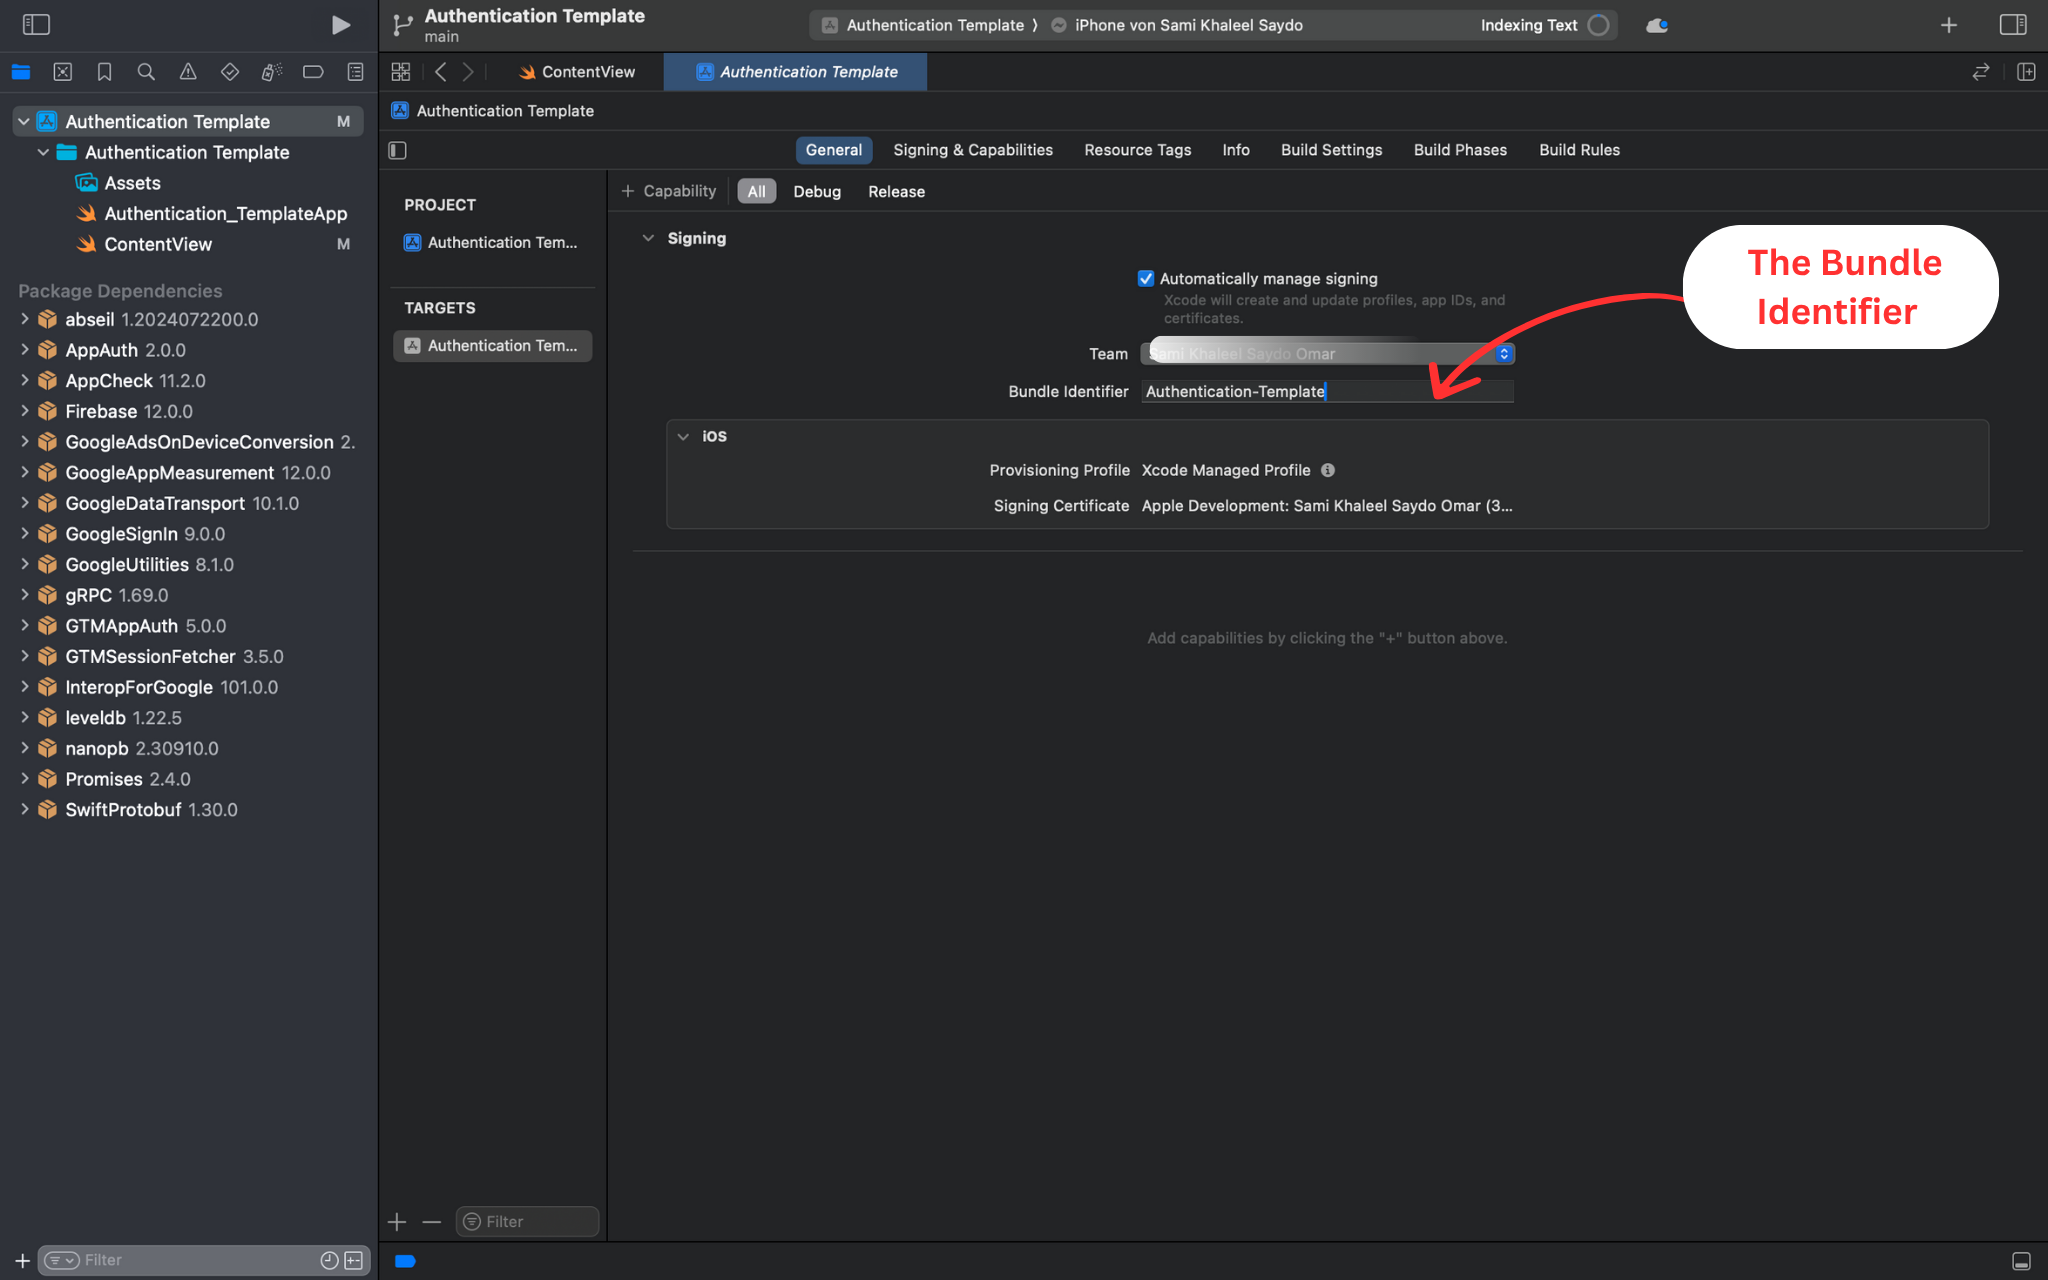 Authentication Template
main
Authentication Template ⟩ iPhone von Sami Khaleel Saydo
Indexing Text
ContentView
Authentication Template
Authentication Template
General
Signing & Capabilities
Resource Tags
Info
Build Settings
Build Phases
Build Rules
Authentication Template M
Authentication Template
Assets
Authentication_TemplateApp
ContentView M
Package Dependencies
abseil 1.2024072200.0
AppAuth 2.0.0
AppCheck 11.2.0
Firebase 12.0.0
GoogleAdsOnDeviceConversion 2.
GoogleAppMeasurement 12.0.0
GoogleDataTransport 10.1.0
GoogleSignIn 9.0.0
GoogleUtilities 8.1.0
gRPC 1.69.0
GTMAppAuth 5.0.0
GTMSessionFetcher 3.5.0
InteropForGoogle 101.0.0
leveldb 1.22.5
nanopb 2.30910.0
Promises 2.4.0
SwiftProtobuf 1.30.0
Filter
PROJECT
Authentication Tem...
TARGETS
Authentication Tem...
Filter
+ Capability
All
Debug
Release
Signing
Automatically manage signing
Xcode will create and update profiles, app IDs, and
certificates.
Team Sami Khaleel Saydo Omar
Bundle Identifier Authentication-Template
iOS
Provisioning Profile Xcode Managed Profile
Signing Certificate Apple Development: Sami Khaleel Saydo Omar (3...
Add capabilities by clicking the "+" button above.
The Bundle
Identifier